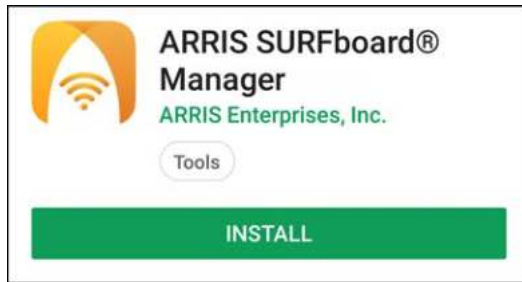 ARRIS SURFboard®
Manager
ARRIS Enterprises, Inc.
Tools
INSTALL